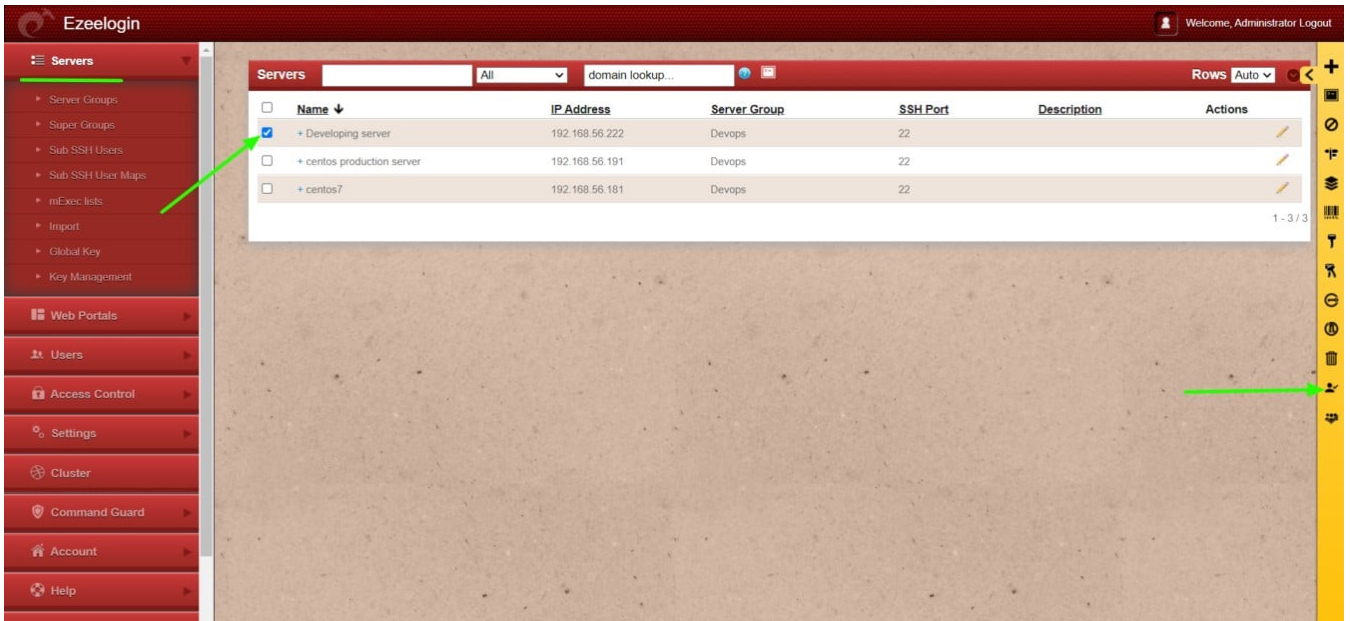 Ezeelogin
Welcome, Administrator Logout
Servers
Server Groups
Super Groups
Sub SSH Users
Sub SSH User Maps
mExec lists
Import
Global Key
Key Management
Web Portals
Users
Access Control
Settings
Cluster
Command Guard
Account
Help
Servers All domain lookup... Rows Auto
Name IP Address Server Group SSH Port Description Actions
+ Developing server 192.168.56.222 Devops 22
+ centos production server 192.168.56.191 Devops 22
+ centos7 192.168.56.181 Devops 22
1 - 3 / 3